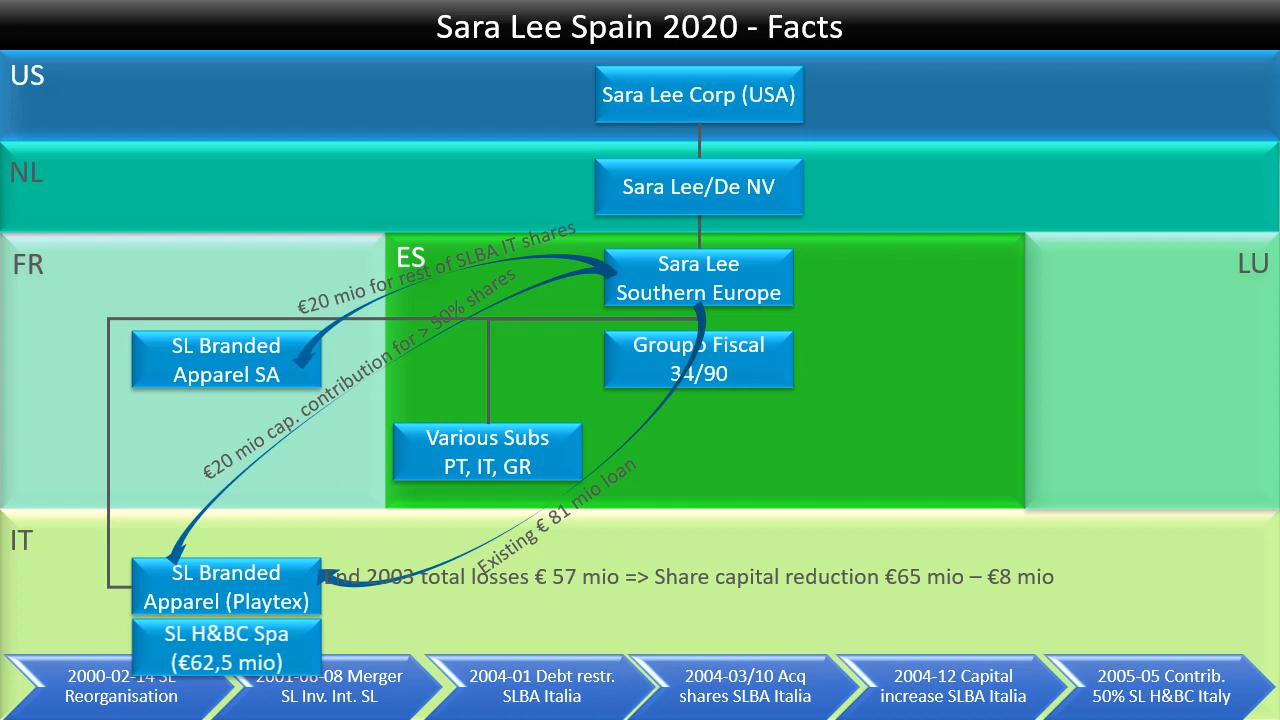 Sara Lee Spain 2020 - Facts
US
Sara Lee Corp (USA)
NL
Sara Lee/De NV
FR
ES
LU
€20 mio for rest of SLBA IT shares
Sara Lee
Southern Europe
€20 mio cap. contribution for > 50% shares
SL Branded
Apparel SA
Groupo Fiscal
34/90
Various Subs
PT, IT, GR
Existing € 81 mio loan
IT
SL Branded
Apparel (Playtex)
End 2003 total losses € 57 mio => Share capital reduction €65 mio – €8 mio
SL H&BC Spa
(€62,5 mio)
2000-02-14 SL
Reorganisation
2001-06-08 Merger
SL Inv. Int. SL
2004-01 Debt restr.
SLBA Italia
2004-03/10 Acq
shares SLBA Italia
2004-12 Capital
increase SLBA Italia
2005-05 Contrib.
50% SL H&BC Italy